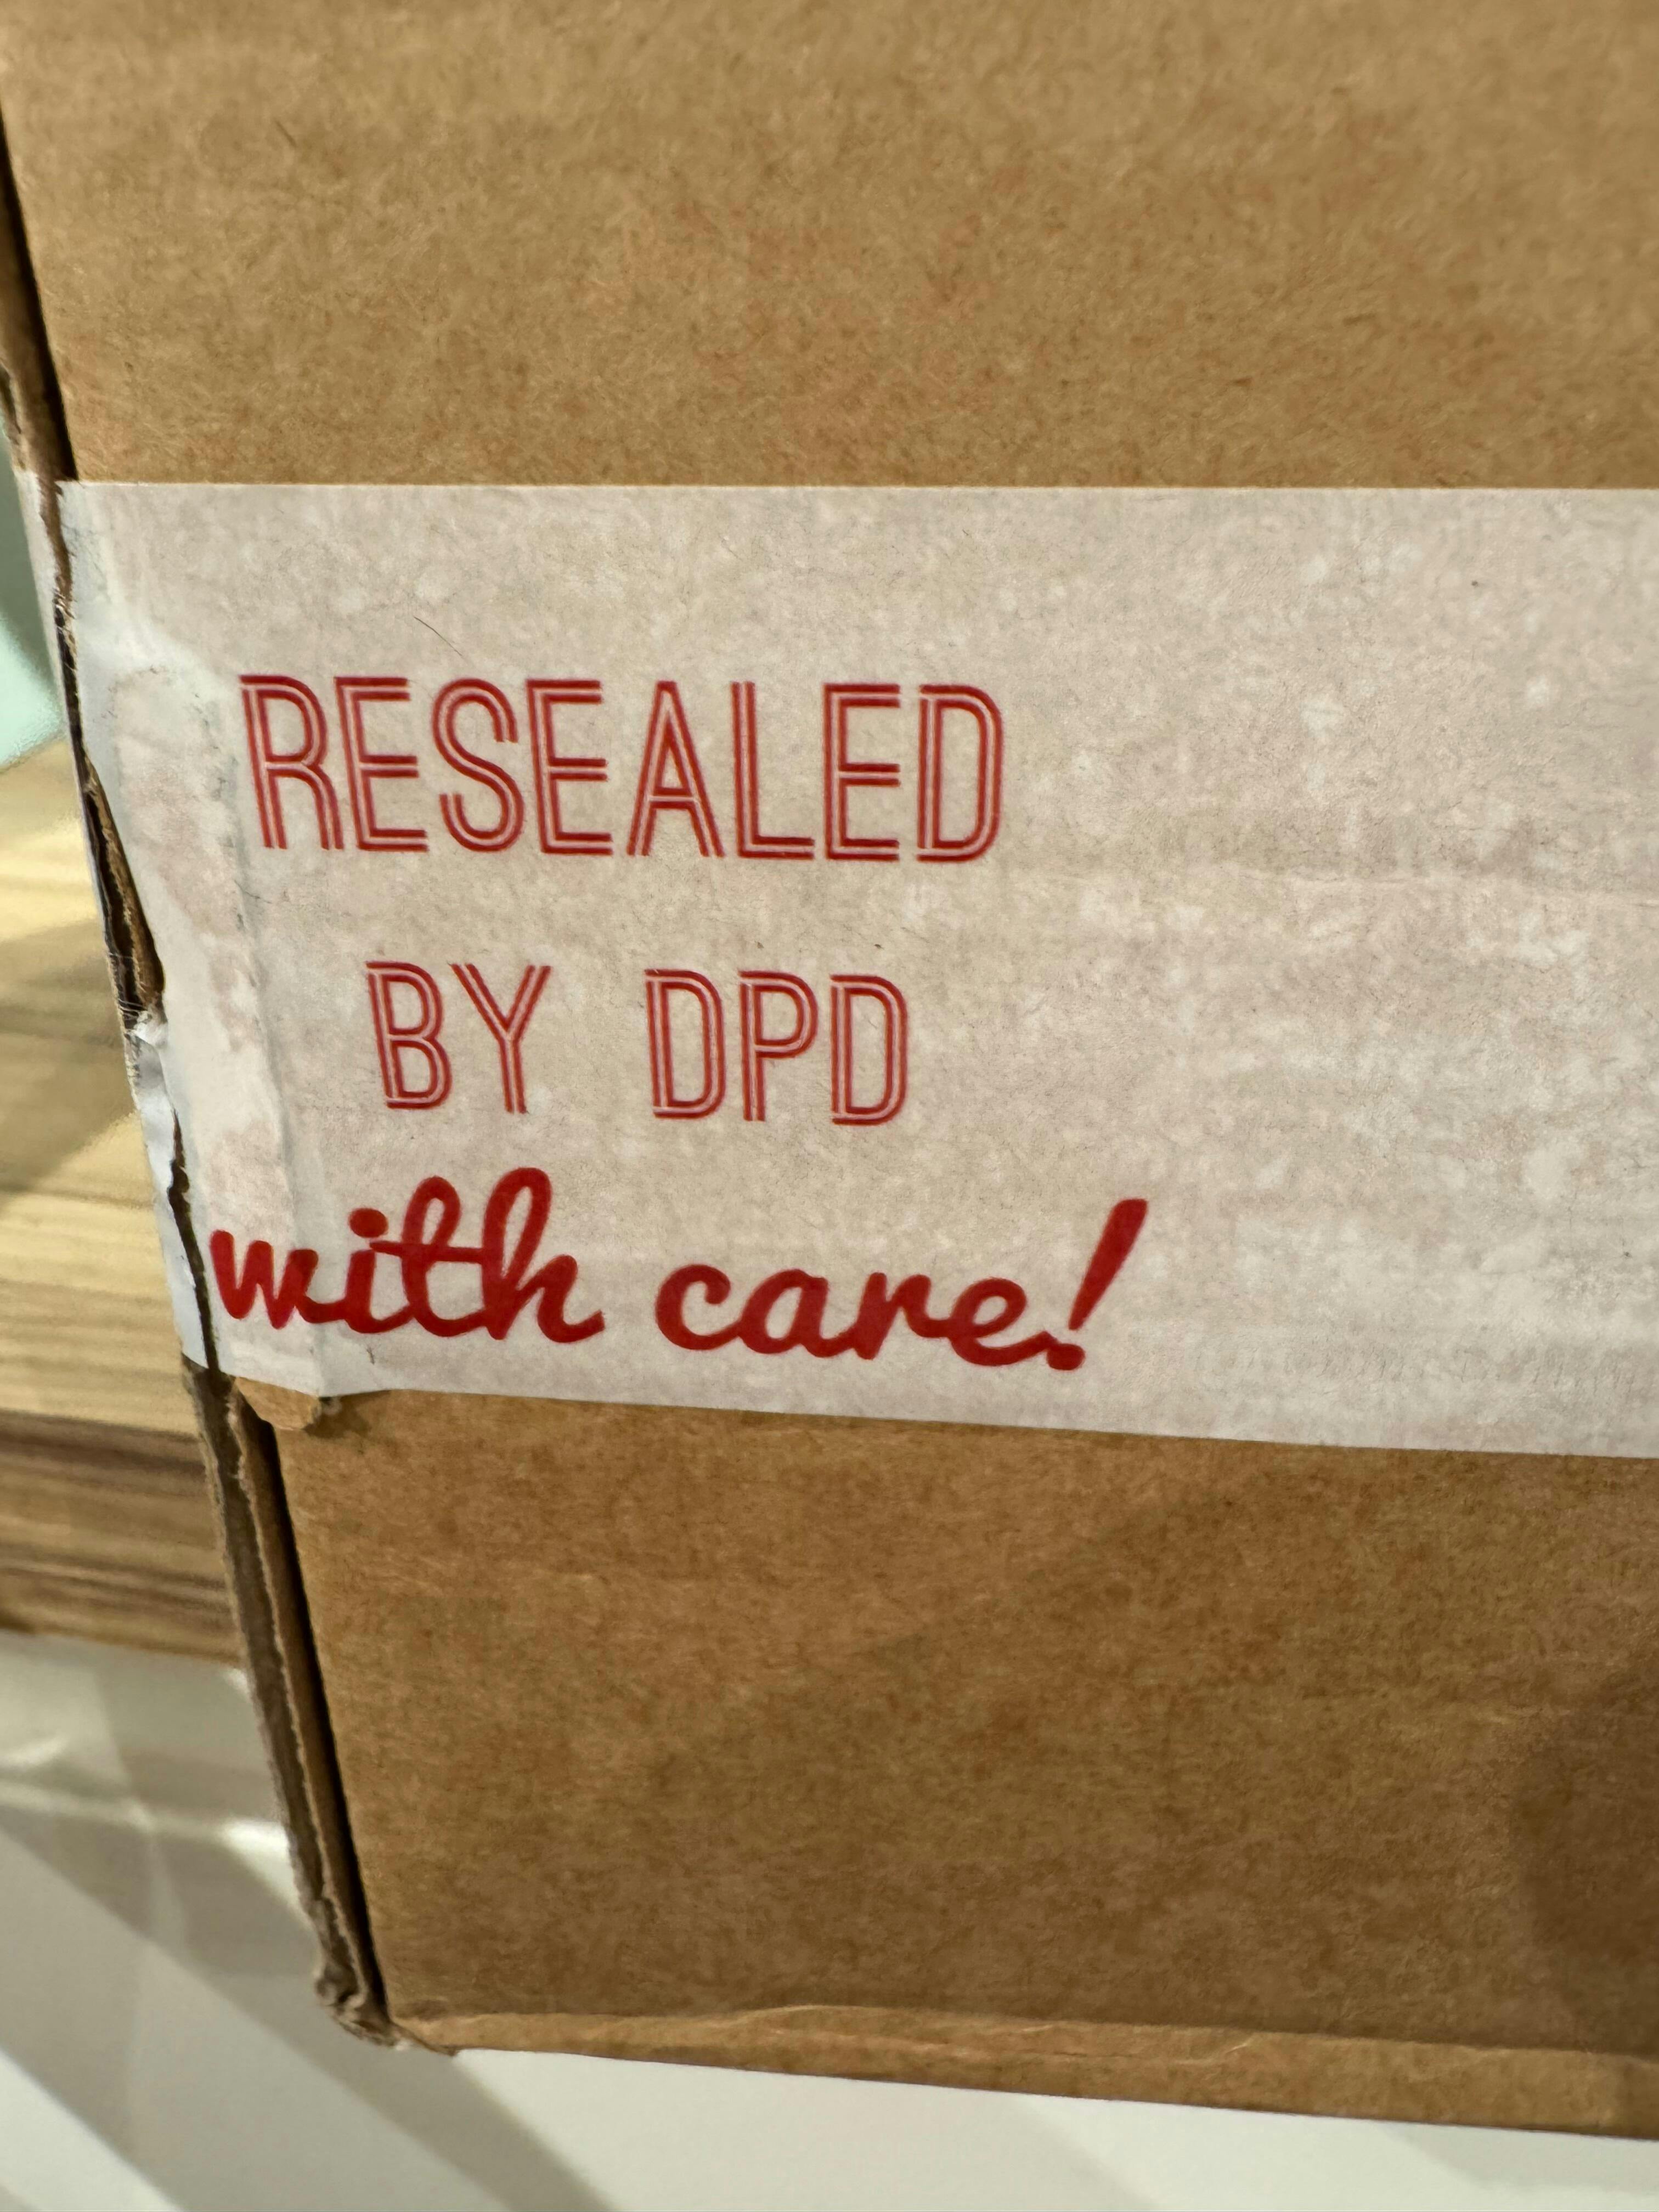 RESEALED
BY DPD
with care!